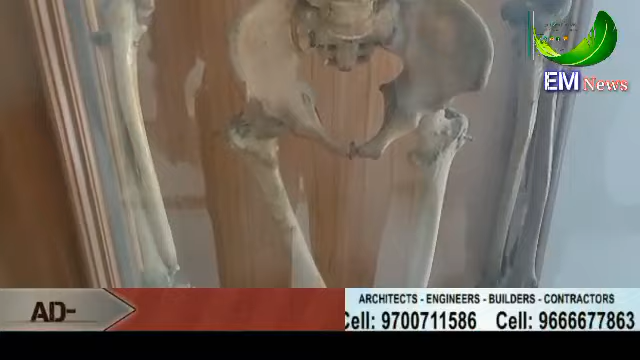 EM News
AD-
ARCHITECTS - ENGINEERS - BUILDERS - CONTRACTORS
Cell: 9700711586 Cell: 9666677863